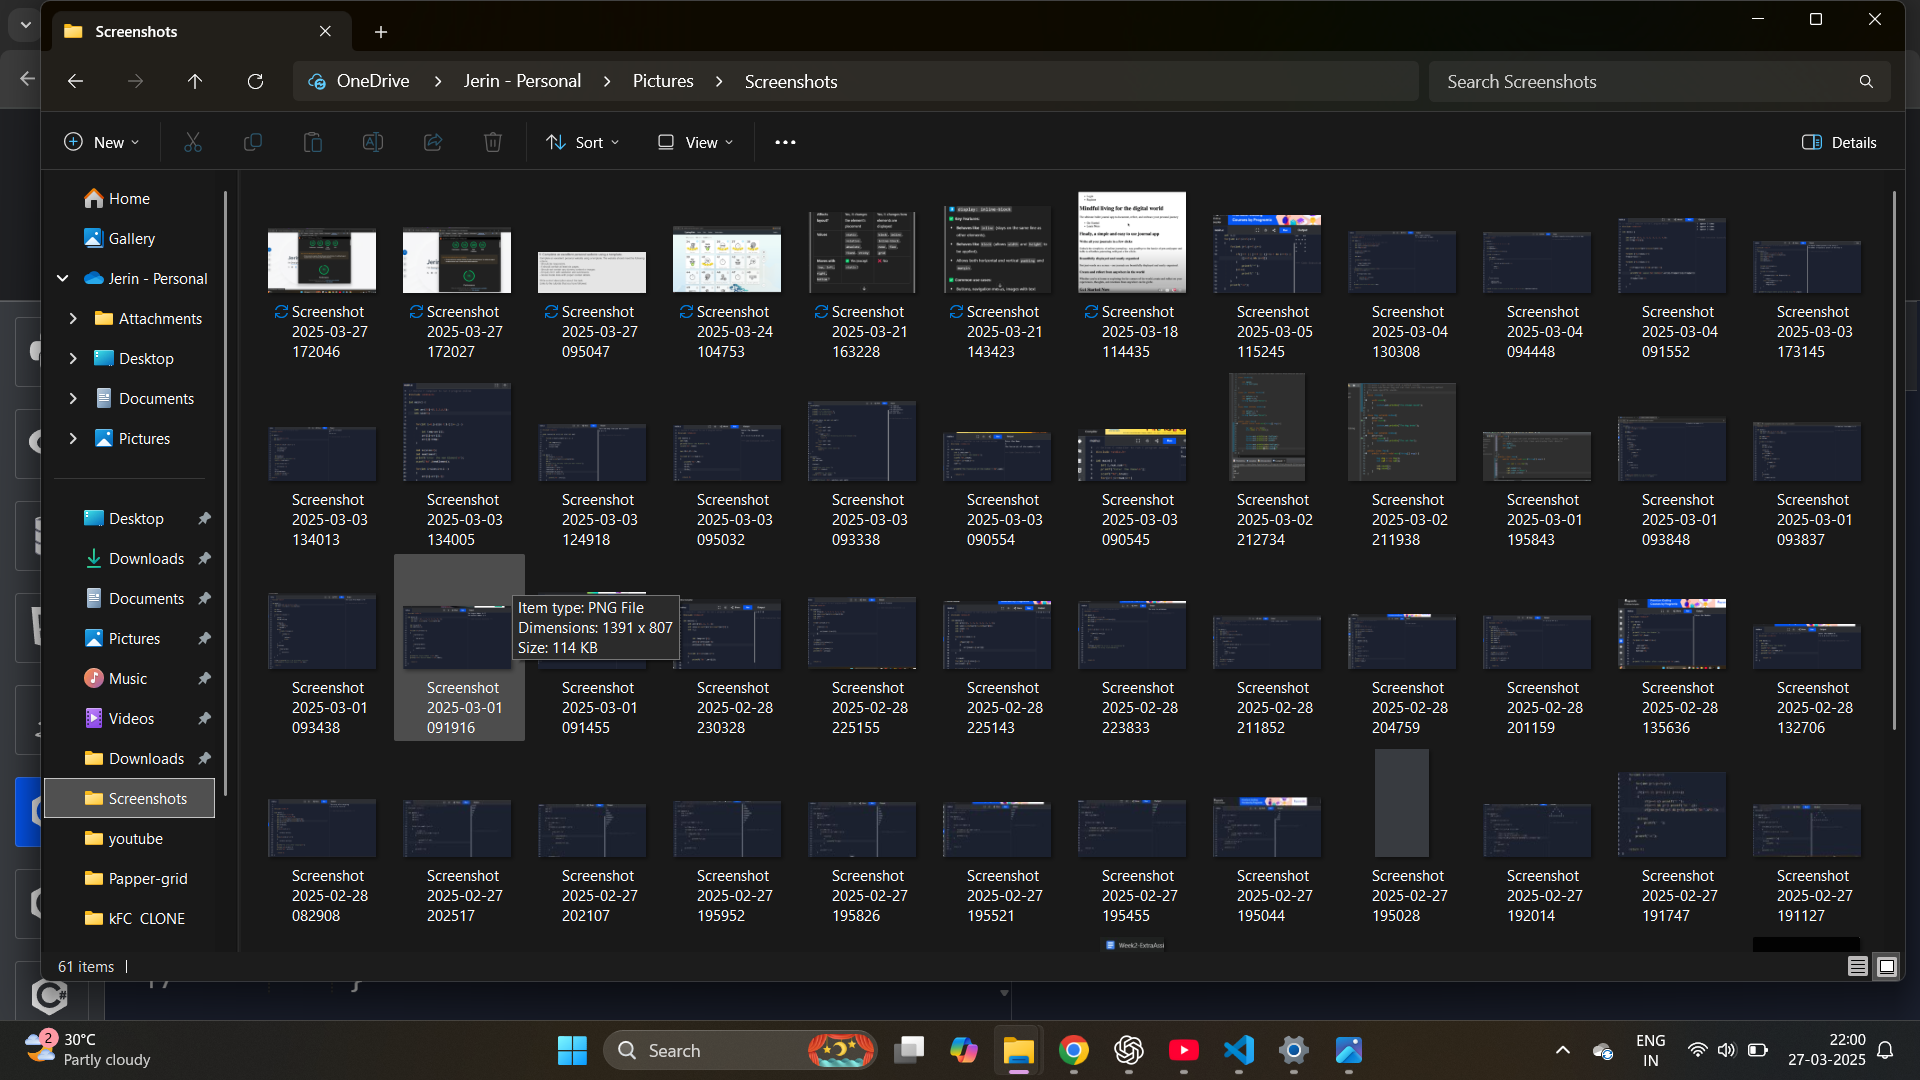 Screenshots
OneDrive
Jerin - Personal
Pictures
Screenshots
Search Screenshots
New
Sort
View
Details
Home
Gallery
Jerin - Personal
Attachments
Desktop
Documents
Pictures
Desktop
Downloads
Documents
Pictures
Music
Videos
Downloads
Screenshots
youtube
Papper-grid
kFC CLONE
Mindful living for the digital world
Screenshot 2025-03-27 172046
Screenshot 2025-03-27 172027
Screenshot 2025-03-27 095047
Screenshot 2025-03-24 104753
Screenshot 2025-03-21 163228
Screenshot 2025-03-21 143423
Screenshot 2025-03-18 114435
Screenshot 2025-03-05 115245
Screenshot 2025-03-04 130308
Screenshot 2025-03-04 094448
Screenshot 2025-03-04 091552
Screenshot 2025-03-03 173145
Screenshot 2025-03-03 134013
Screenshot 2025-03-03 134005
Screenshot 2025-03-03 124918
Screenshot 2025-03-03 095032
Screenshot 2025-03-03 093338
Screenshot 2025-03-03 090554
Screenshot 2025-03-03 090545
Screenshot 2025-03-02 212734
Screenshot 2025-03-02 211938
Screenshot 2025-03-01 195843
Screenshot 2025-03-01 093848
Screenshot 2025-03-01 093837
Item type: PNG File
Dimensions: 1391 x 807
Size: 114 KB
Screenshot 2025-03-01 093438
Screenshot 2025-03-01 091916
Screenshot 2025-03-01 091455
Screenshot 2025-02-28 230328
Screenshot 2025-02-28 225155
Screenshot 2025-02-28 225143
Screenshot 2025-02-28 223833
Screenshot 2025-02-28 211852
Screenshot 2025-02-28 204759
Screenshot 2025-02-28 201159
Screenshot 2025-02-28 135636
Screenshot 2025-02-28 132706
Screenshot 2025-02-28 082908
Screenshot 2025-02-27 202517
Screenshot 2025-02-27 202107
Screenshot 2025-02-27 195952
Screenshot 2025-02-27 195826
Screenshot 2025-02-27 195521
Screenshot 2025-02-27 195455
Screenshot 2025-02-27 195044
Screenshot 2025-02-27 195028
Screenshot 2025-02-27 192014
Screenshot 2025-02-27 191747
Screenshot 2025-02-27 191127
61 items
2
30°C
Partly cloudy
Search
ENG
IN
22:00
27-03-2025